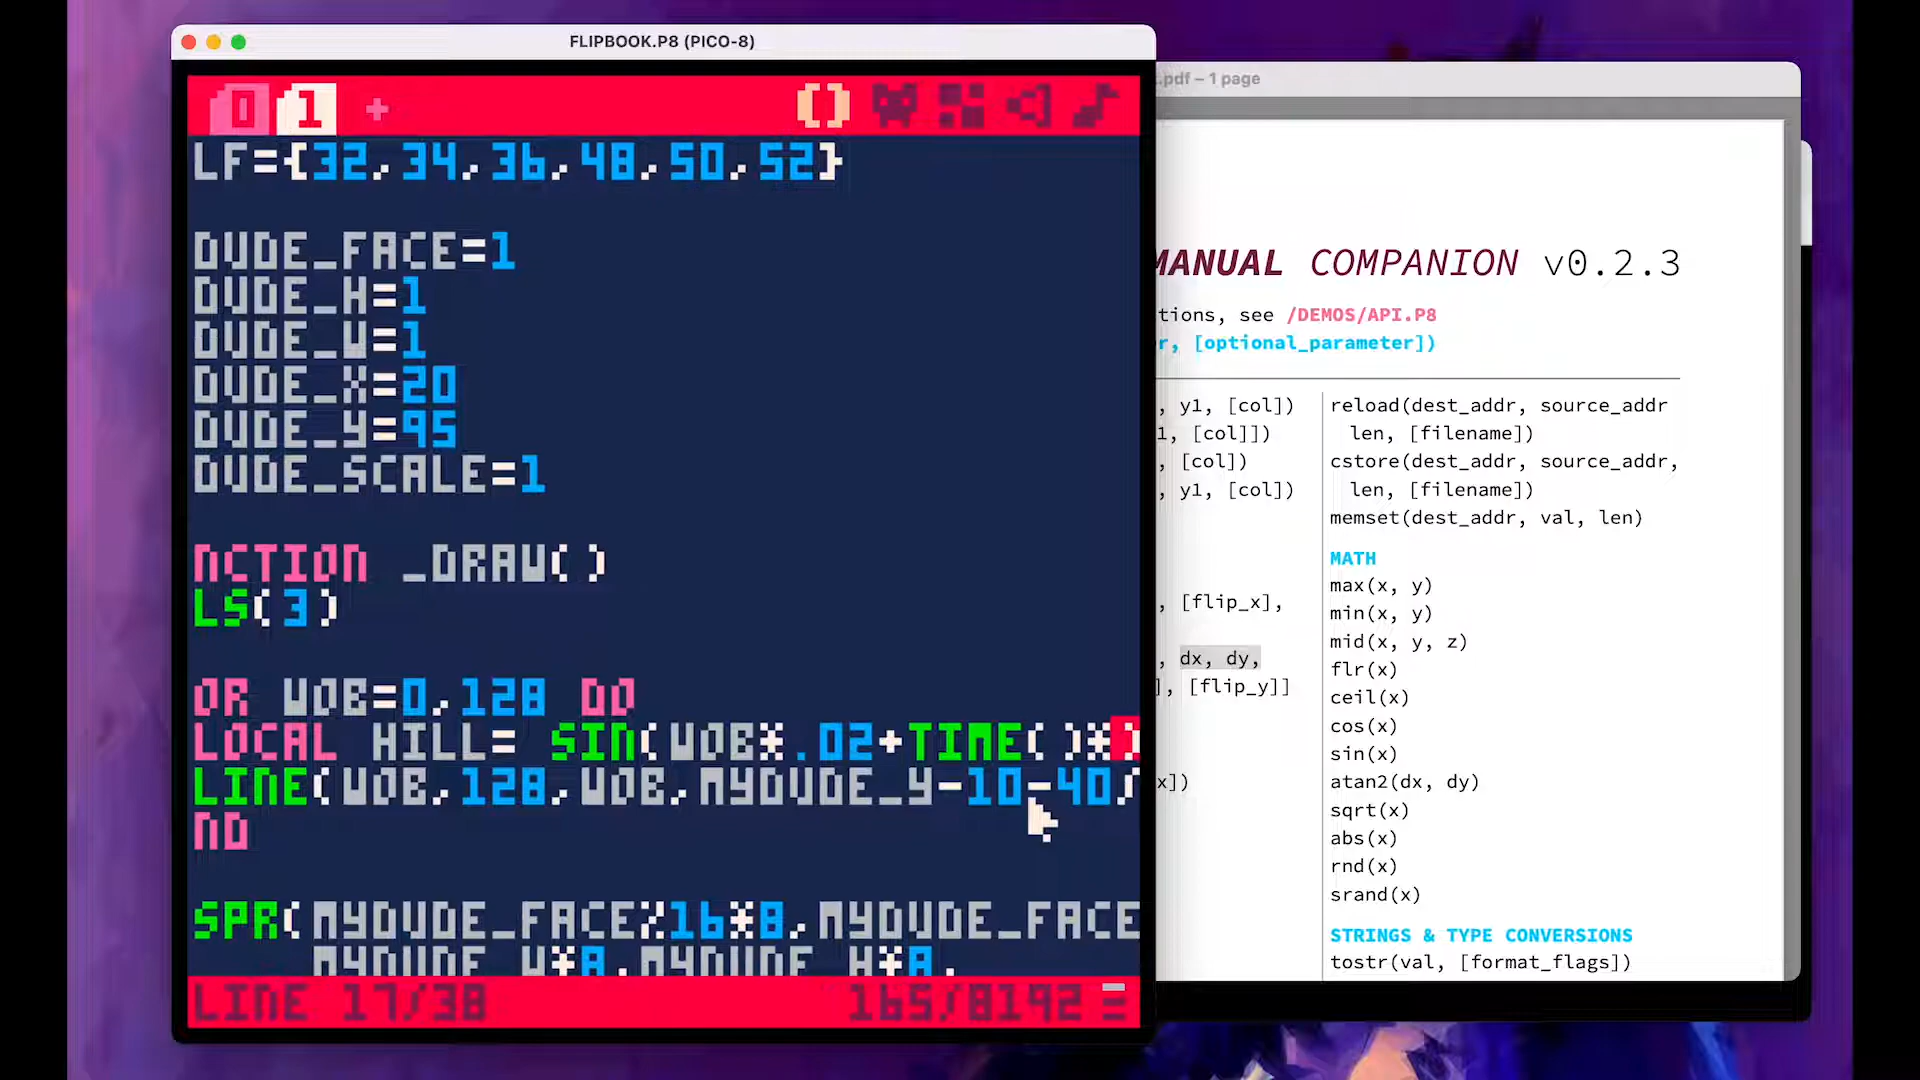 FLIPBOOK.P8 (PICO-8)
0 1 +
LF={32,34,36,48,50,52}
DUDE_FACE=1
DUDE_H=1
DUDE_W=1
DUDE_X=20
DUDE_Y=95
DUDE_SCALE=1
NCTION _DRAW()
LS(3)
OR WOB=0,128 DO
LOCAL HILL= SIN(WOB*.02+TIME()*)
LINE(WOB,128,WOB,MYDUDE_Y-10-40/
ND
SPR(MYDUDE_FACE%16*8,MYDUDE_FACE
MYDUDE_W*8,MYDUDE_H*8,
LINE 17/38
165/8192
.pdf – 1 page
MANUAL COMPANION v0.2.3
tions, see /DEMOS/API.P8
r, [optional_parameter])
, y1, [col])
1, [col]])
, [col])
, y1, [col])
, [flip_x],
, dx, dy,
], [flip_y]]
x])
reload(dest_addr, source_addr
len, [filename])
cstore(dest_addr, source_addr,
len, [filename])
memset(dest_addr, val, len)
MATH
max(x, y)
min(x, y)
mid(x, y, z)
flr(x)
ceil(x)
cos(x)
sin(x)
atan2(dx, dy)
sqrt(x)
abs(x)
rnd(x)
srand(x)
STRINGS & TYPE CONVERSIONS
tostr(val, [format_flags])